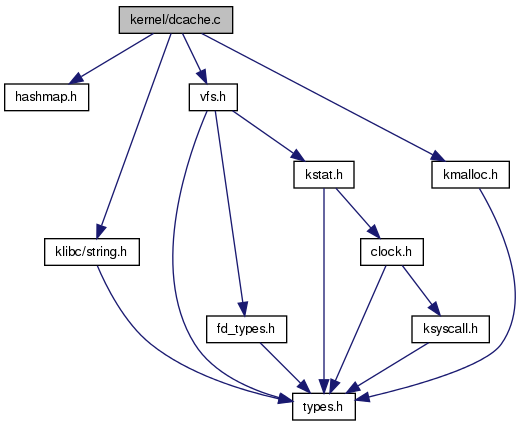 kernel/dcache.c
hashmap.h
vfs.h
kstat.h
kmalloc.h
klibc/string.h
clock.h
fd_types.h
ksyscall.h
types.h